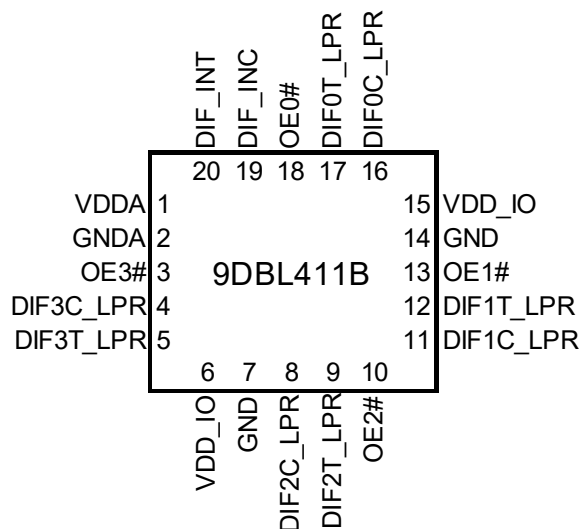 DIF_INT
DIF_INC
OE0#
DIF0T_LPR
DIF0C_LPR
20 19 18 17 16
VDDA 1
GNDA 2
OE3# 3
DIF3C_LPR 4
DIF3T_LPR 5
9DBL411B
15 VDD_IO
14 GND
13 OE1#
12 DIF1T_LPR
11 DIF1C_LPR
6 7 8 9 10
VDD_IO
GND
DIF2C_LPR
DIF2T_LPR
OE2#